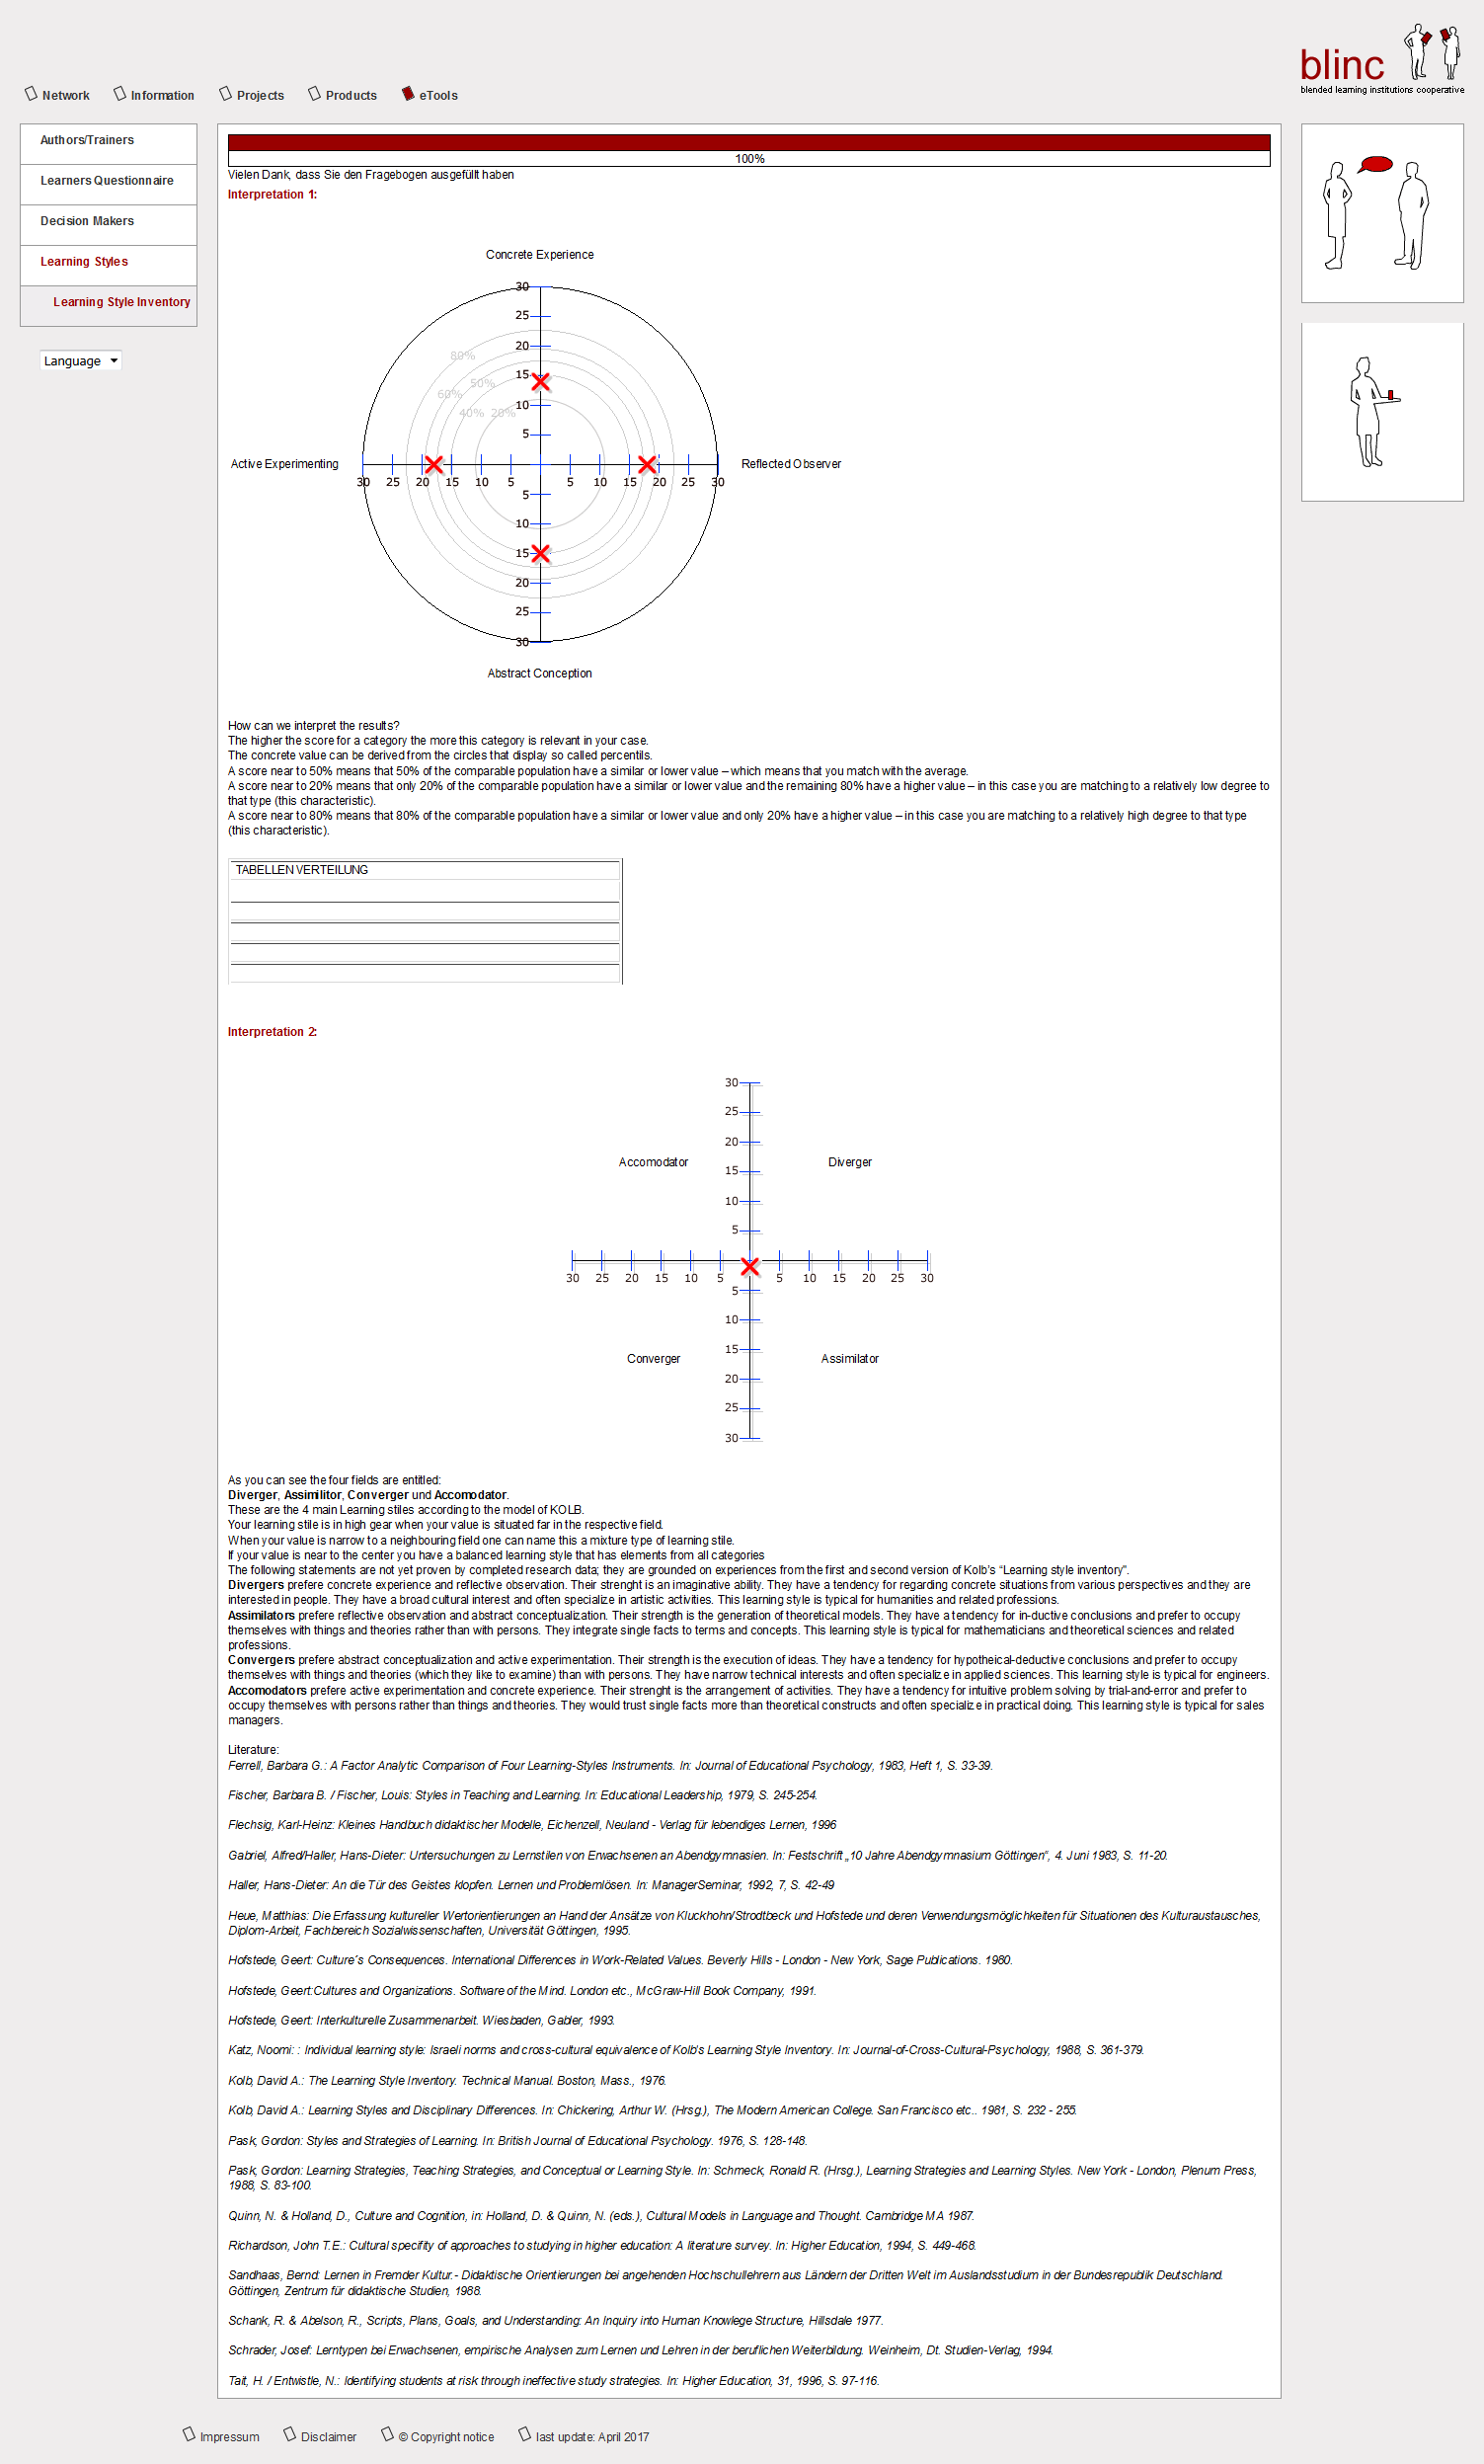 blinc
blended learning institutions cooperative
Network Information Projects Products eTools
Authors/Trainers
Learners Questionnaire
Decision Makers
Learning Styles
Learning Style Inventory
Language
100%
Vielen Dank, dass Sie den Fragebogen ausgefüllt haben
Interpretation 1:
Concrete Experience
30
25
20
80%
15
50%
60%
10
40% 20%
5
Active Experimenting
Reflected Observer
30 25 20 15 10 5 5 10 15 20 25 30
5
10
15
20
25
30
Abstract Conception
How can we interpret the results?
The higher the score for a category the more this category is relevant in your case.
The concrete value can be derived from the circles that display so called percentils.
A score near to 50% means that 50% of the comparable population have a similar or lower value – which means that you match with the average.
A score near to 20% means that only 20% of the comparable population have a similar or lower value and the remaining 80% have a higher value – in this case you are matching to a relatively low degree to
that type (this characteristic).
A score near to 80% means that 80% of the comparable population have a similar or lower value and only 20% have a higher value – in this case you are matching to a relatively high degree to that type
(this characteristic).
TABELLEN VERTEILUNG
Interpretation 2:
30
25
20
Accomodator
Diverger
15
10
5
30 25 20 15 10 5 5 10 15 20 25 30
5
10
15
Converger
Assimilator
20
25
30
As you can see the four fields are entitled:
Diverger, Assimilitor, Converger und Accomodator.
These are the 4 main Learning stiles according to the model of KOLB.
Your learning stile is in high gear when your value is situated far in the respective field.
When your value is narrow to a neighbouring field one can name this a mixture type of learning stile.
If your value is near to the center you have a balanced learning style that has elements from all categories
The following statements are not yet proven by completed research data; they are grounded on experiences from the first and second version of Kolb's “Learning style inventory”.
Divergers prefere concrete experience and reflective observation. Their strenght is an imaginative ability. They have a tendency for regarding concrete situations from various perspectives and they are
interested in people. They have a broad cultural interest and often specialize in artistic activities. This learning style is typical for humanities and related professions.
Assimilators prefere reflective observation and abstract conceptualization. Their strength is the generation of theoretical models. They have a tendency for in-ductive conclusions and prefer to occupy
themselves with things and theories rather than with persons. They integrate single facts to terms and concepts. This learning style is typical for mathematicians and theoretical sciences and related
professions.
Convergers prefere abstract conceptualization and active experimentation. Their strength is the execution of ideas. They have a tendency for hypotheical-deductive conclusions and prefer to occupy
themselves with things and theories (which they like to examine) than with persons. They have narrow technical interests and often specialize in applied sciences. This learning style is typical for engineers.
Accomodators prefere active experimentation and concrete experience. Their strenght is the arrangement of activities. They have a tendency for intuitive problem solving by trial-and-error and prefer to
occupy themselves with persons rather than things and theories. They would trust single facts more than theoretical constructs and often specialize in practical doing. This learning style is typical for sales
managers.
Literature:
Ferrell, Barbara G.: A Factor Analytic Comparison of Four Learning-Styles Instruments. In: Journal of Educational Psychology, 1983, Heft 1, S. 33-39.
Fischer, Barbara B. / Fischer, Louis: Styles in Teaching and Learning. In: Educational Leadership, 1979, S. 245-254.
Flechsig, Karl-Heinz: Kleines Handbuch didaktischer Modelle, Eichenzell, Neuland - Verlag für lebendiges Lernen, 1996
Gabriel, Alfred/Haller, Hans-Dieter: Untersuchungen zu Lernstilen von Erwachsenen an Abendgymnasien. In: Festschrift „10 Jahre Abendgymnasium Göttingen”, 4. Juni 1983, S. 11-20.
Haller, Hans-Dieter: An die Tür des Geistes klopfen. Lernen und Problemlösen. In: ManagerSeminar, 1992, 7, S. 42-49
Heue, Matthias: Die Erfassung kultureller Wertorientierungen an Hand der Ansätze von Kluckhohn/Strodtbeck und Hofstede und deren Verwendungsmöglichkeiten für Situationen des Kulturaustausches,
Diplom-Arbeit, Fachbereich Sozialwissenschaften, Universität Göttingen, 1995.
Hofstede, Geert: Culture´s Consequences. International Differences in Work-Related Values. Beverly Hills - London - New York, Sage Publications. 1980.
Hofstede, Geert:Cultures and Organizations. Software of the Mind. London etc., McGraw-Hill Book Company, 1991.
Hofstede, Geert: Interkulturelle Zusammenarbeit. Wiesbaden, Gabler, 1993.
Katz, Noomi: : Individual learning style: Israeli norms and cross-cultural equivalence of Kolb's Learning Style Inventory. In: Journal-of-Cross-Cultural-Psychology, 1988, S. 361-379.
Kolb, David A.: The Learning Style Inventory. Technical Manual. Boston, Mass., 1976.
Kolb, David A.: Learning Styles and Disciplinary Differences. In: Chickering, Arthur W. (Hrsg.), The Modern American College. San Francisco etc.. 1981, S. 232 - 255.
Pask, Gordon: Styles and Strategies of Learning. In: British Journal of Educational Psychology. 1976, S. 128-148.
Pask, Gordon: Learning Strategies, Teaching Strategies, and Conceptual or Learning Style. In: Schmeck, Ronald R. (Hrsg.), Learning Strategies and Learning Styles. New York - London, Plenum Press,
1988, S. 83-100.
Quinn, N. & Holland, D., Culture and Cognition, in: Holland, D. & Quinn, N. (eds.), Cultural Models in Language and Thought. Cambridge MA 1987.
Richardson, John T.E.: Cultural specifity of approaches to studying in higher education: A literature survey. In: Higher Education, 1994, S. 449-468.
Sandhaas, Bernd: Lernen in Fremder Kultur.- Didaktische Orientierungen bei angehenden Hochschullehrern aus Ländern der Dritten Welt im Auslandsstudium in der Bundesrepublik Deutschland.
Göttingen, Zentrum für didaktische Studien, 1988.
Schank, R. & Abelson, R., Scripts, Plans, Goals, and Understanding: An Inquiry into Human Knowlege Structure, Hillsdale 1977.
Schrader, Josef: Lerntypen bei Erwachsenen, empirische Analysen zum Lernen und Lehren in der beruflichen Weiterbildung. Weinheim, Dt. Studien-Verlag, 1994.
Tait, H. / Entwistle, N.: Identifying students at risk through ineffective study strategies. In: Higher Education, 31, 1996, S. 97-116.
Impressum Disclaimer © Copyright notice last update: April 2017